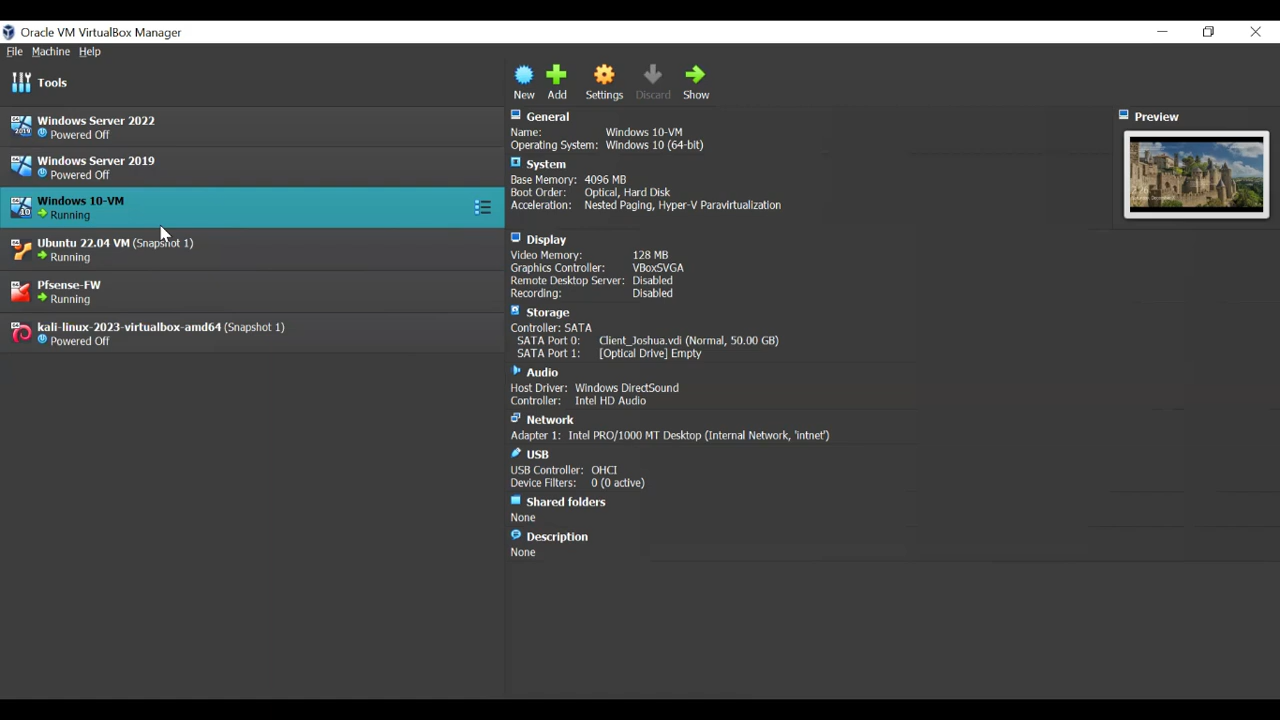 Oracle VM VirtualBox Manager
File Machine Help
Tools
New Add Settings Discard Show
Windows Server 2022
Powered Off
Windows Server 2019
Powered Off
Windows 10-VM
Running
Ubuntu 22.04 VM (Snapshot 1)
Running
Pfsense-FW
Running
kali-linux-2023-virtualbox-amd64 (Snapshot 1)
Powered Off
General
Name: Windows 10-VM
Operating System: Windows 10 (64-bit)
System
Base Memory: 4096 MB
Boot Order: Optical, Hard Disk
Acceleration: Nested Paging, Hyper-V Paravirtualization
Display
Video Memory: 128 MB
Graphics Controller: VBoxSVGA
Remote Desktop Server: Disabled
Recording: Disabled
Storage
Controller: SATA
SATA Port 0: Client_Joshua.vdi (Normal, 50.00 GB)
SATA Port 1: [Optical Drive] Empty
Audio
Host Driver: Windows DirectSound
Controller: Intel HD Audio
Network
Adapter 1: Intel PRO/1000 MT Desktop (Internal Network, 'intnet')
USB
USB Controller: OHCI
Device Filters: 0 (0 active)
Shared folders
None
Description
None
Preview